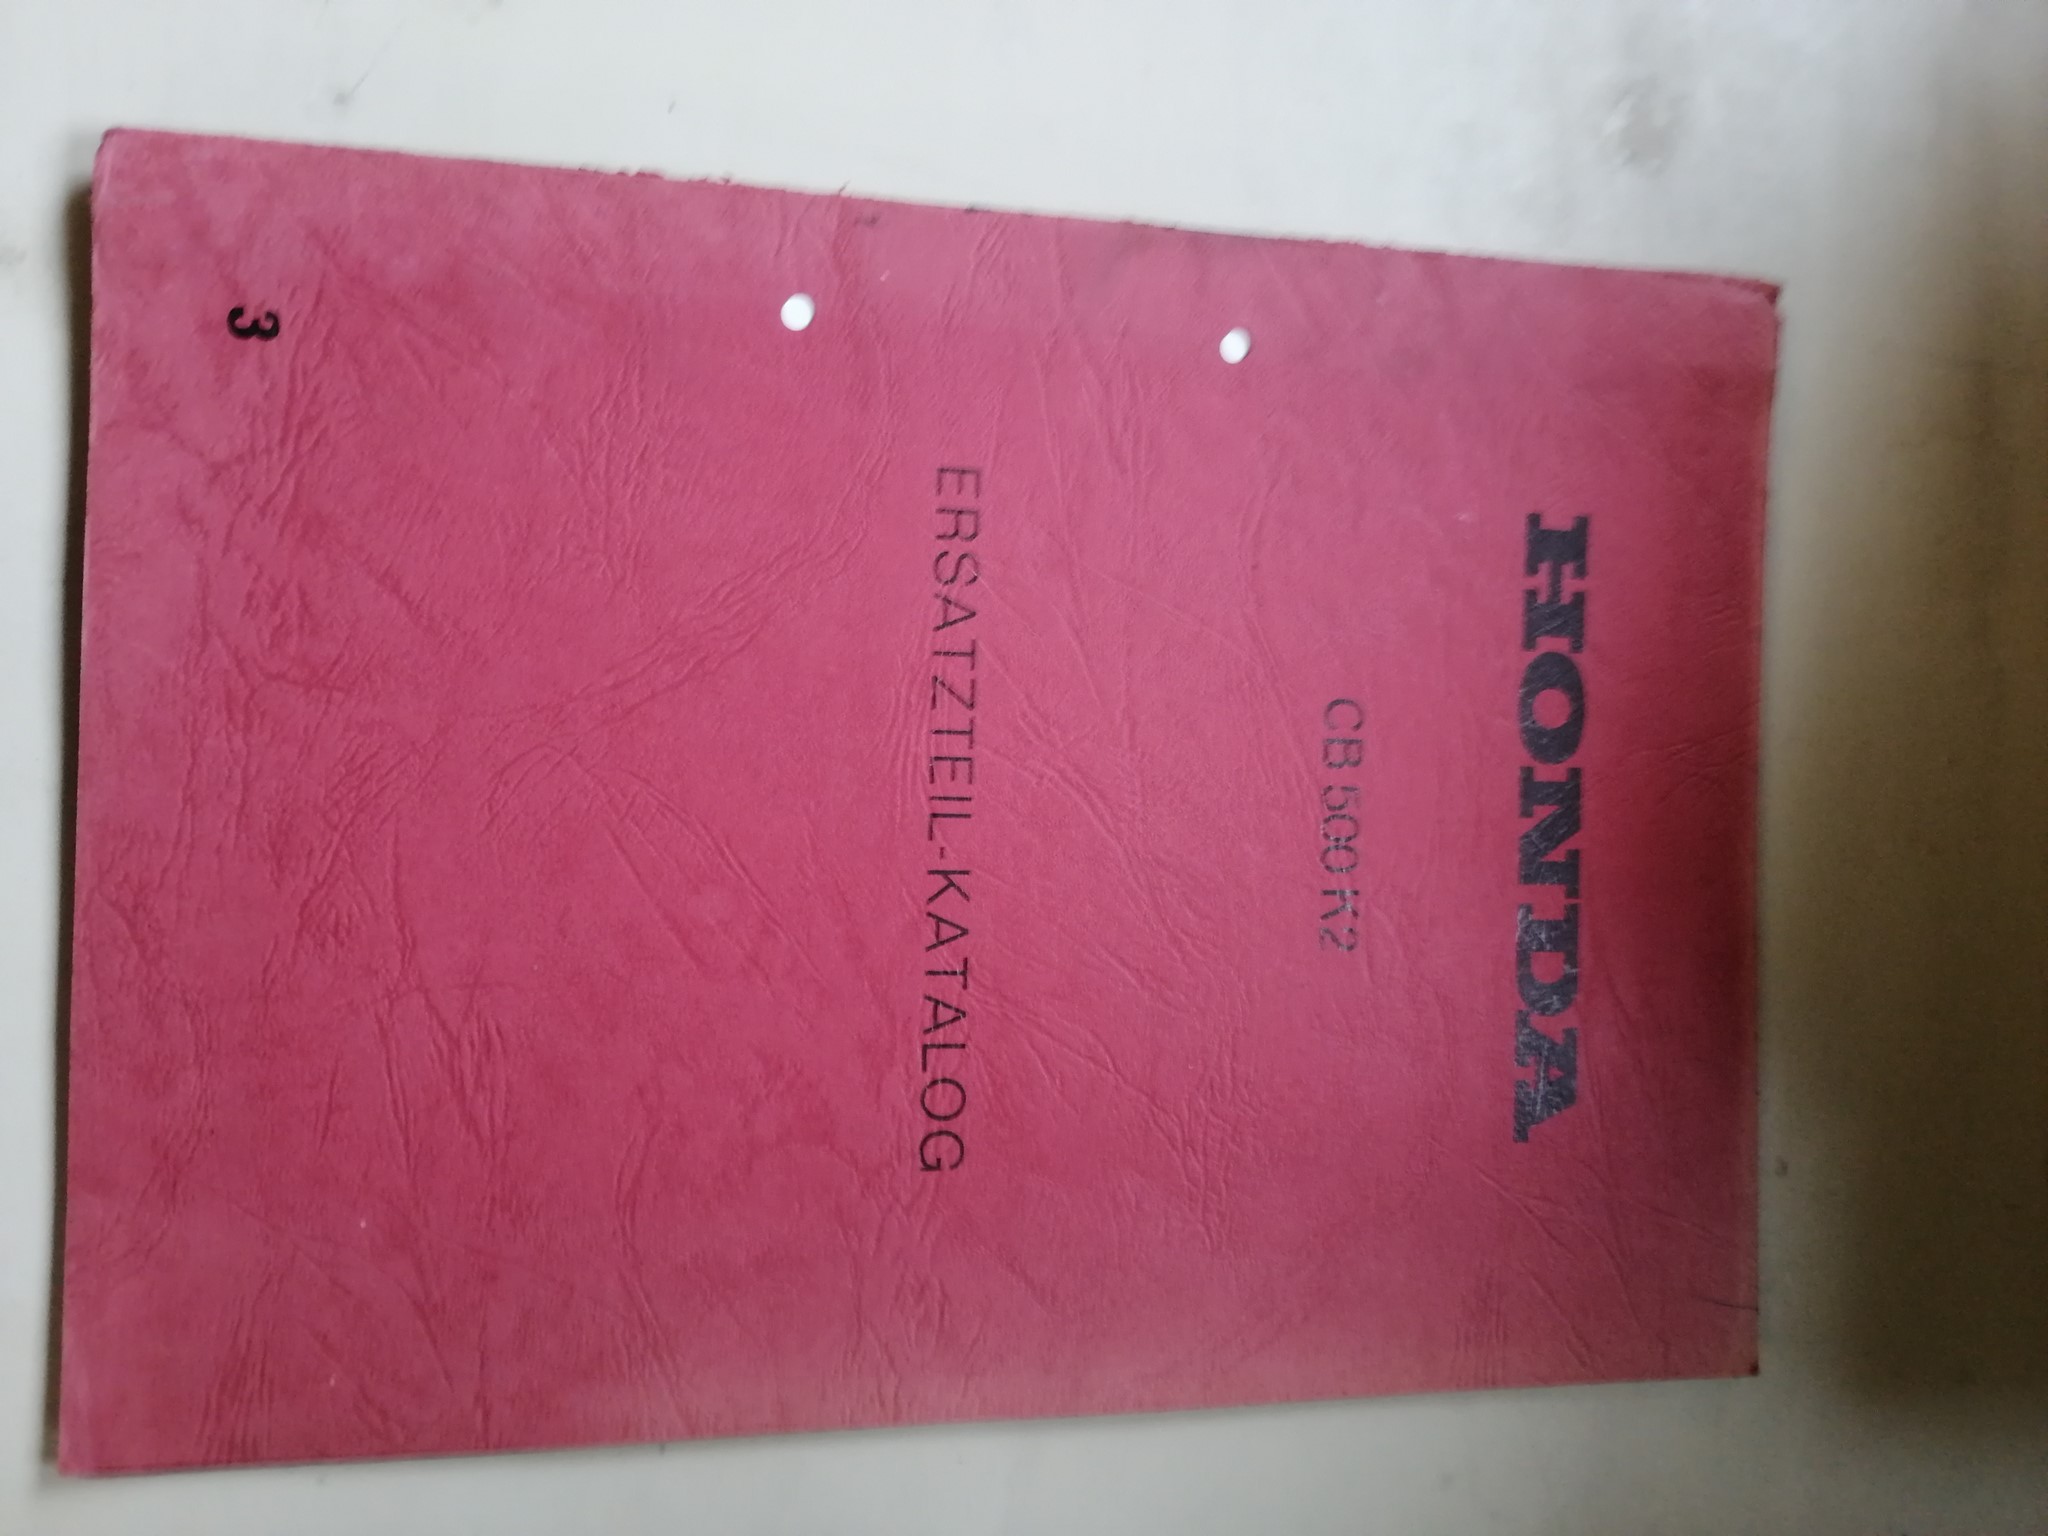 HONDA
CB 500 K2
ERSATZTEIL-KATALOG
3